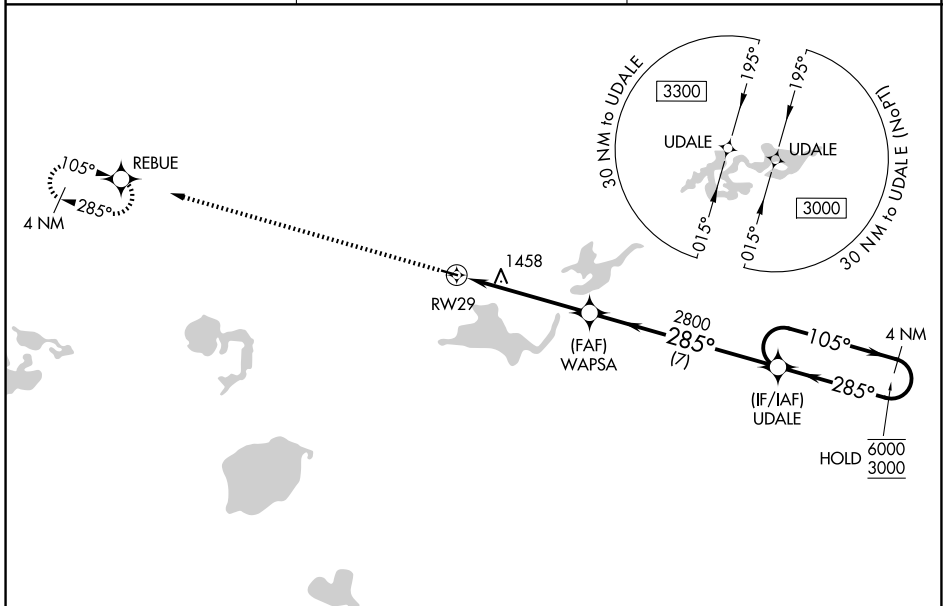 30 NM to UDALE
195°
3300
UDALE
015°
195°
UDALE
3000
015°
30 NM to UDALE (NoPT)
105°
REBUE
285°
4 NM
1458
RW29
(FAF)
WAPSA
2800
285°
(7)
105°
4 NM
285°
(IF/IAF)
UDALE
HOLD 6000
3000